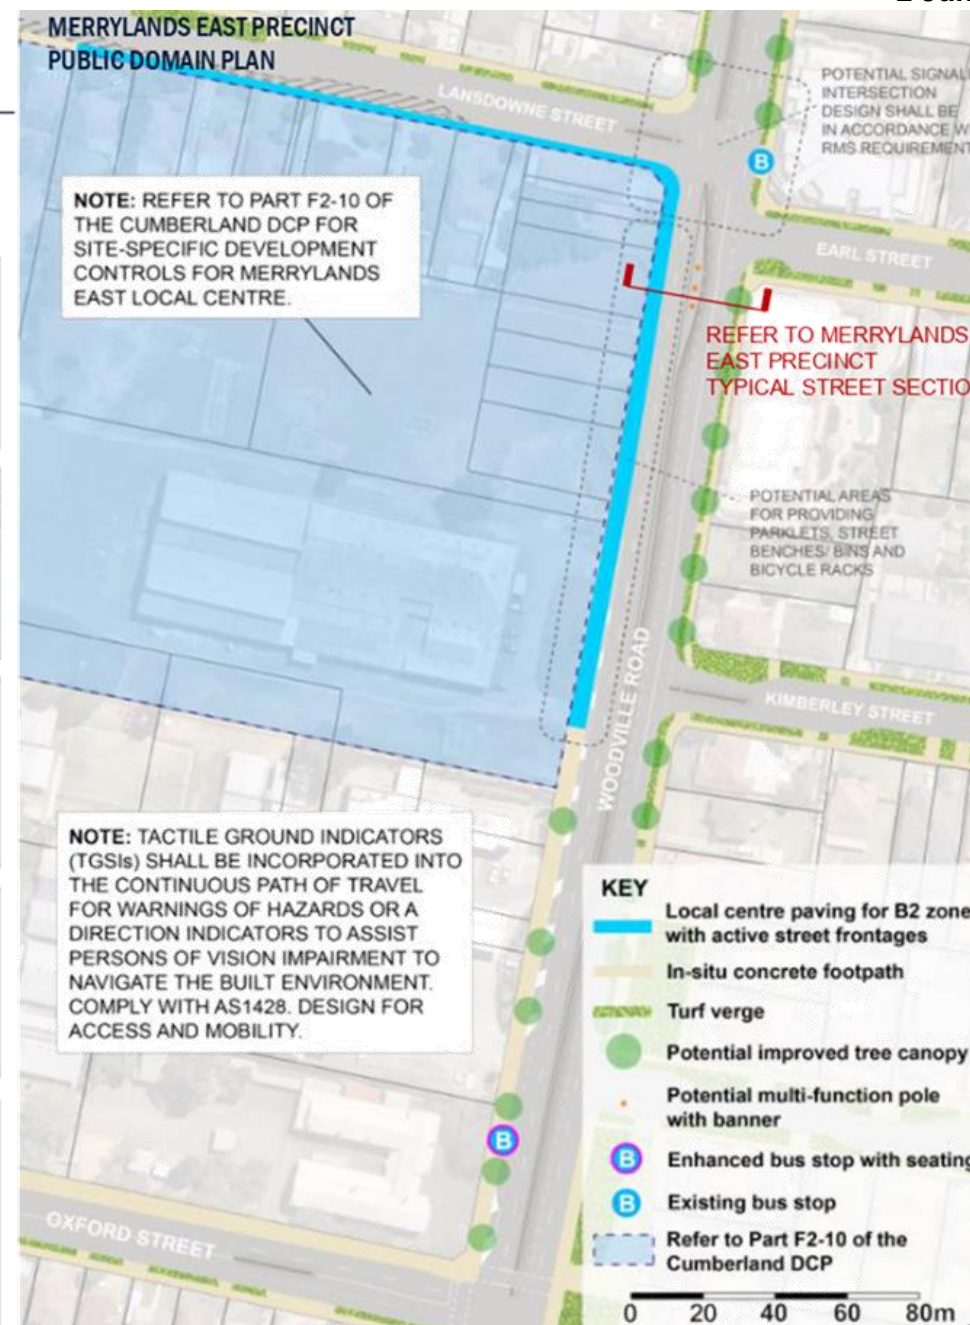 MERRYLANDS EAST PRECINCT
PUBLIC DOMAIN PLAN
LANSDOWNE STREET
POTENTIAL SIGNAL
INTERSECTION
DESIGN SHALL BE
IN ACCORDANCE W
RMS REQUIREMENT
B
NOTE: REFER TO PART F2-10 OF
THE CUMBERLAND DCP FOR
SITE-SPECIFIC DEVELOPMENT
CONTROLS FOR MERRYLANDS
EAST LOCAL CENTRE.
EARL STREET
REFER TO MERRYLANDS
EAST PRECINCT
TYPICAL STREET SECTIO
POTENTIAL AREAS
FOR PROVIDING
PARKLETS, STREET
BENCHES/ BINS AND
BICYCLE RACKS
WOODVILLE ROAD
KIMBERLEY STREET
NOTE: TACTILE GROUND INDICATORS
(TGSIs) SHALL BE INCORPORATED INTO
THE CONTINUOUS PATH OF TRAVEL
FOR WARNINGS OF HAZARDS OR A
DIRECTION INDICATORS TO ASSIST
PERSONS OF VISION IMPAIRMENT TO
NAVIGATE THE BUILT ENVIRONMENT.
COMPLY WITH AS1428. DESIGN FOR
ACCESS AND MOBILITY.
B
OXFORD STREET
KEY
Local centre paving for B2 zone
with active street frontages
In-situ concrete footpath
Turf verge
Potential improved tree canopy
Potential multi-function pole
with banner
B Enhanced bus stop with seating
B Existing bus stop
Refer to Part F2-10 of the
Cumberland DCP
0 20 40 60 80m